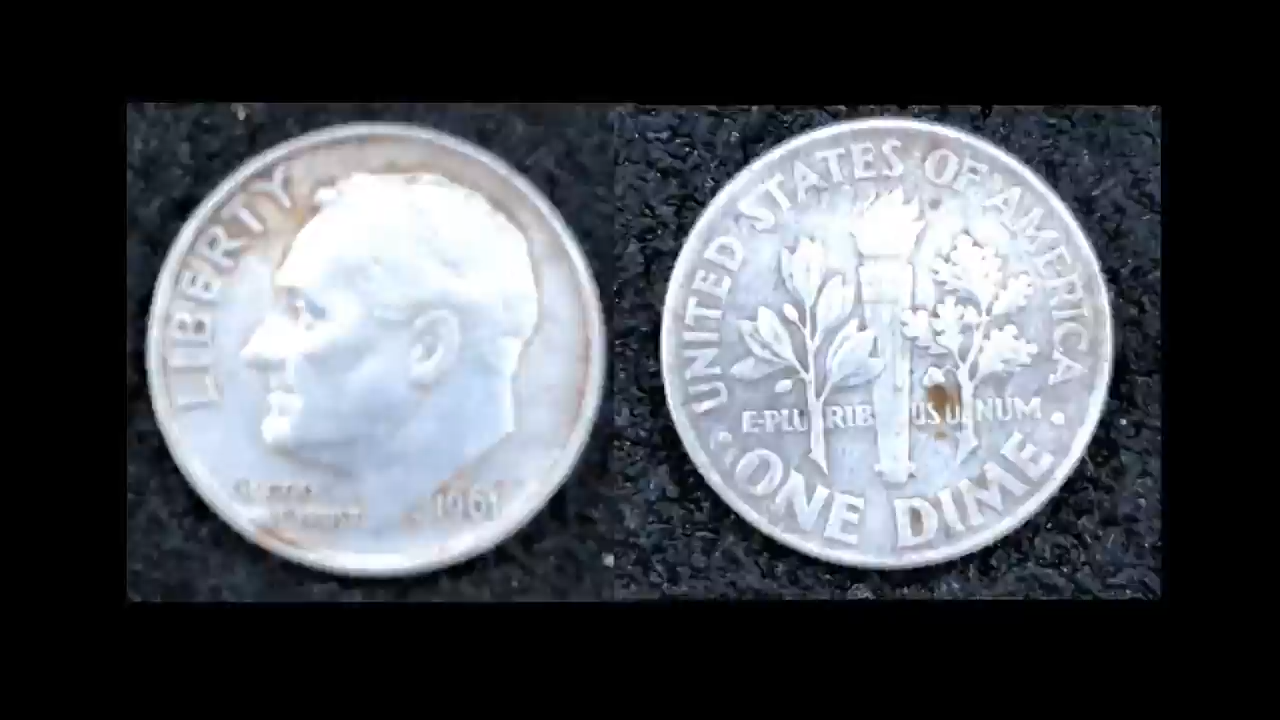 LIBERTY
1961
UNITED STATES OF AMERICA
E·PLURIBUS UNUM
ONE DIME